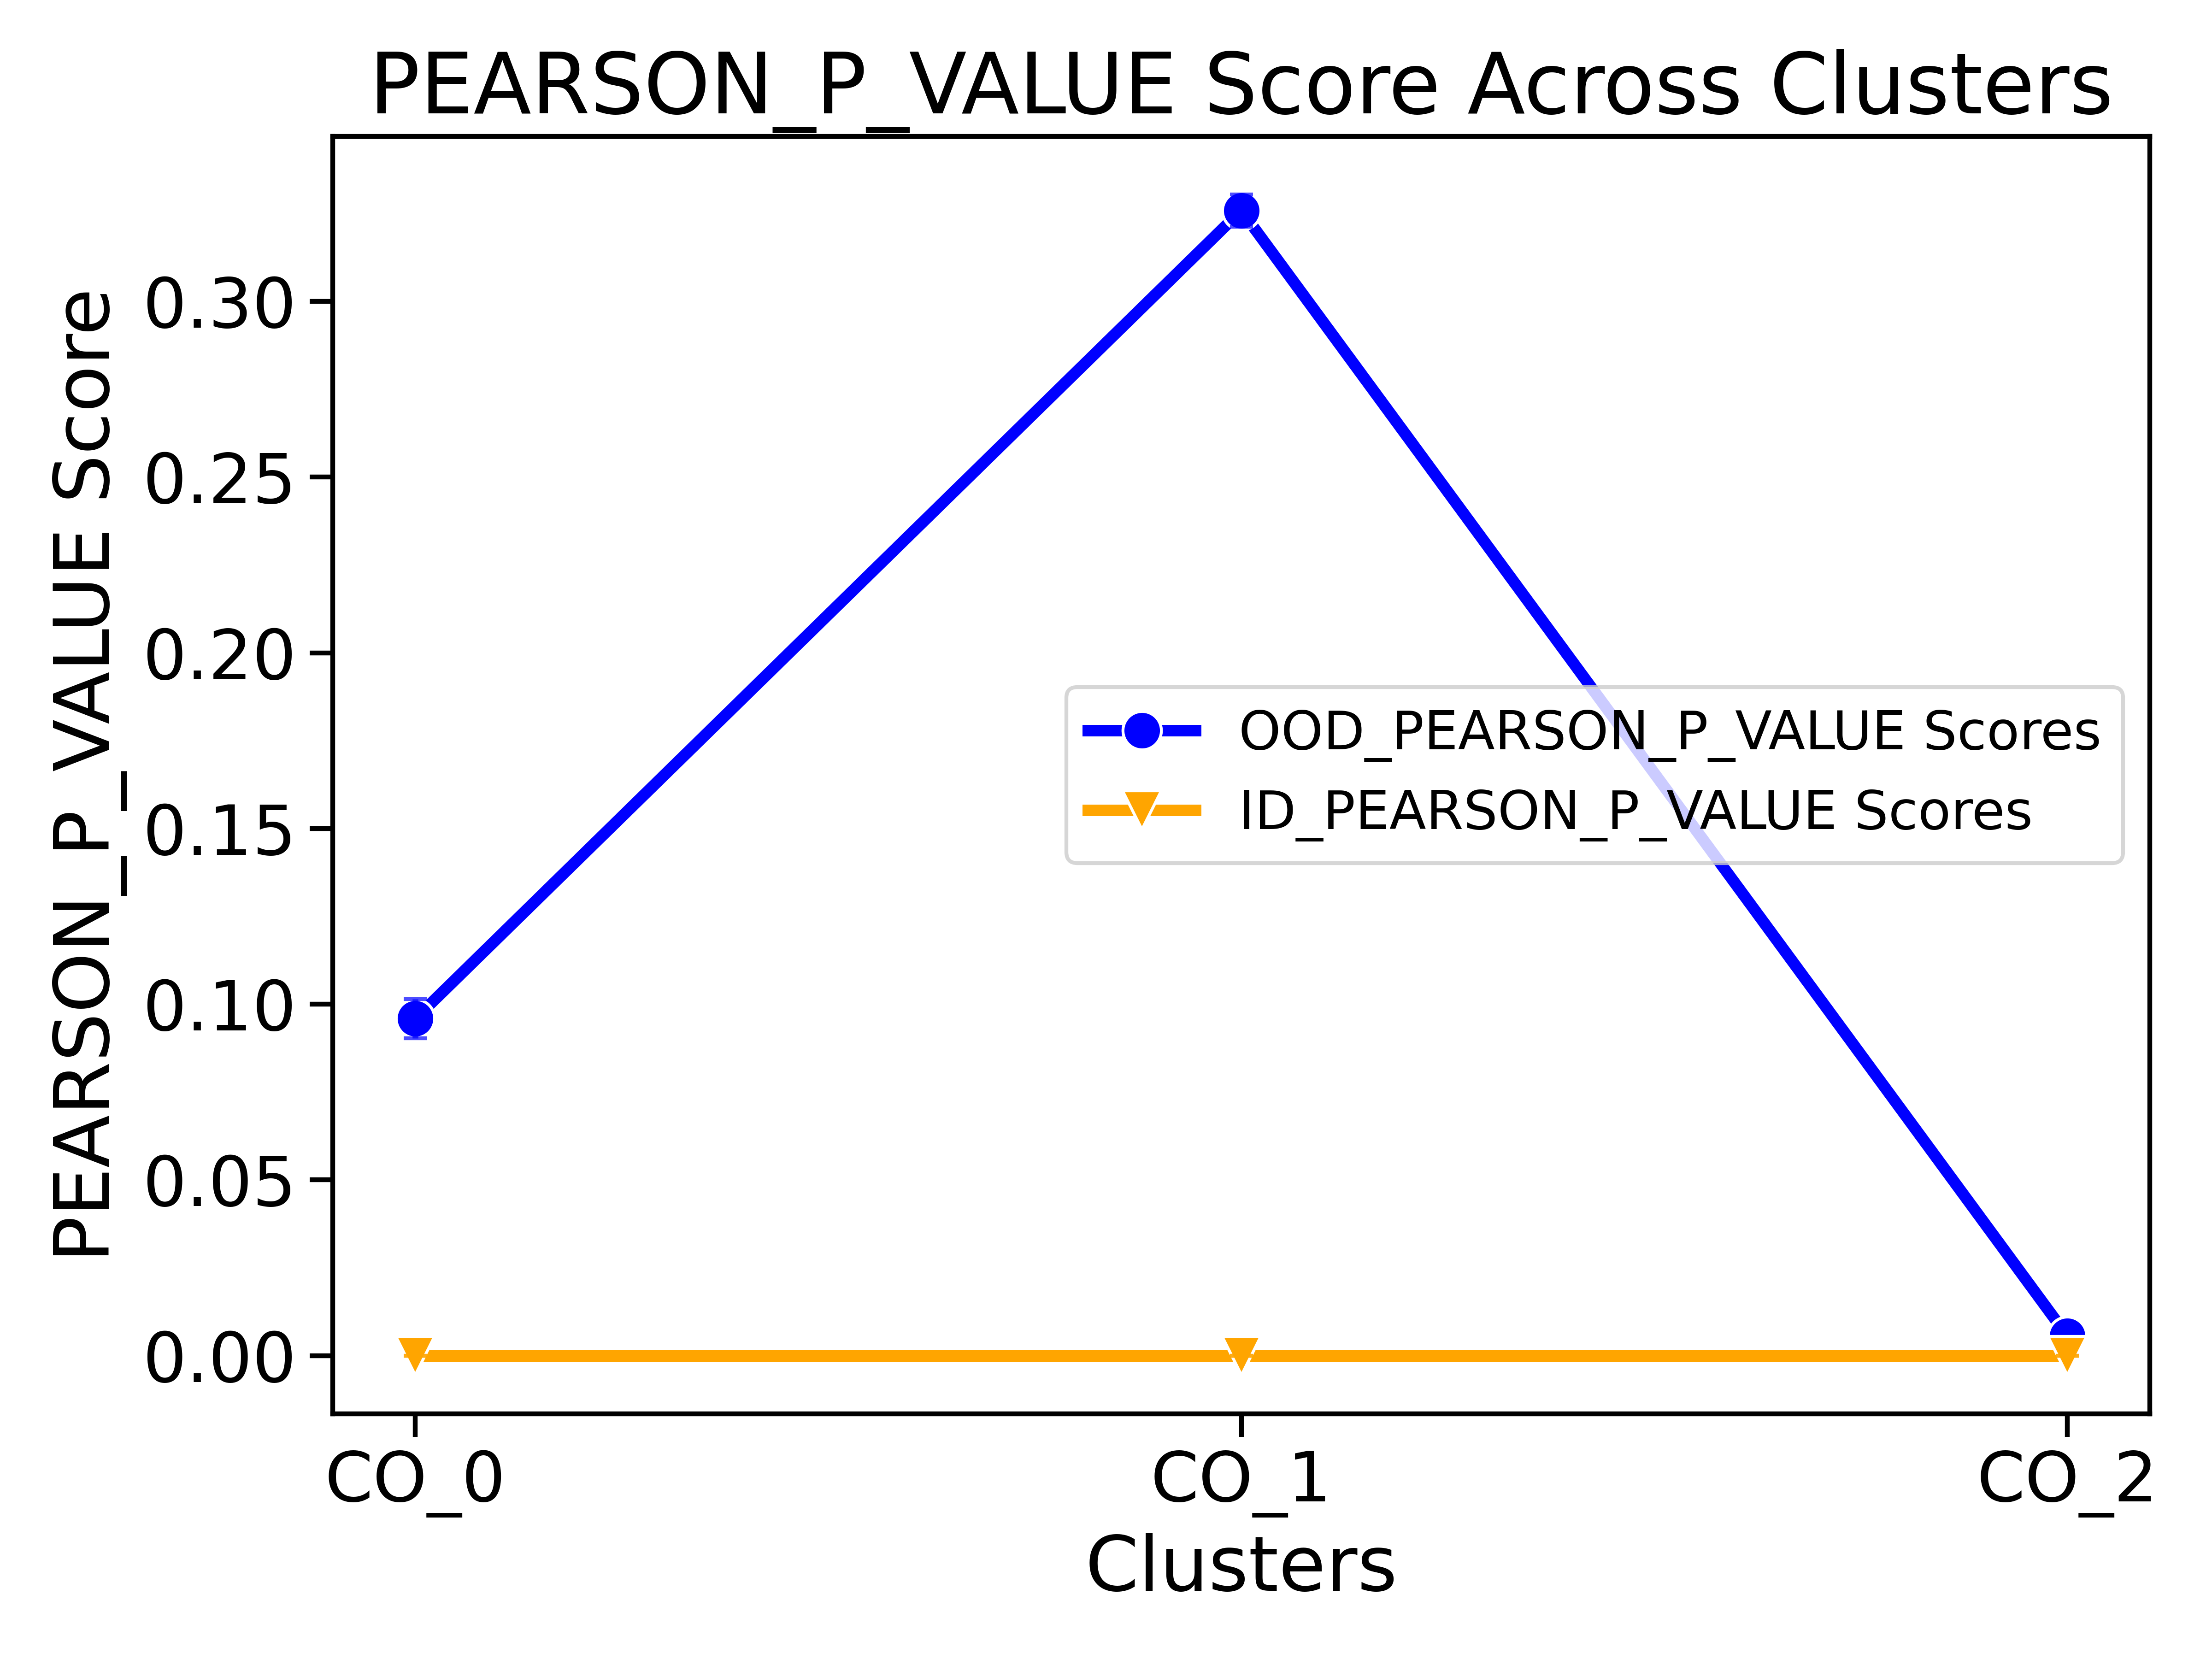 PEARSON_P_VALUE Score Across Clusters
PEARSON_P_VALUE Score
0.30
0.25
0.20
0.15
0.10
0.05
0.00
OOD_PEARSON_P_VALUE Scores
ID_PEARSON_P_VALUE Scores
CO_0
CO_1
CO_2
Clusters